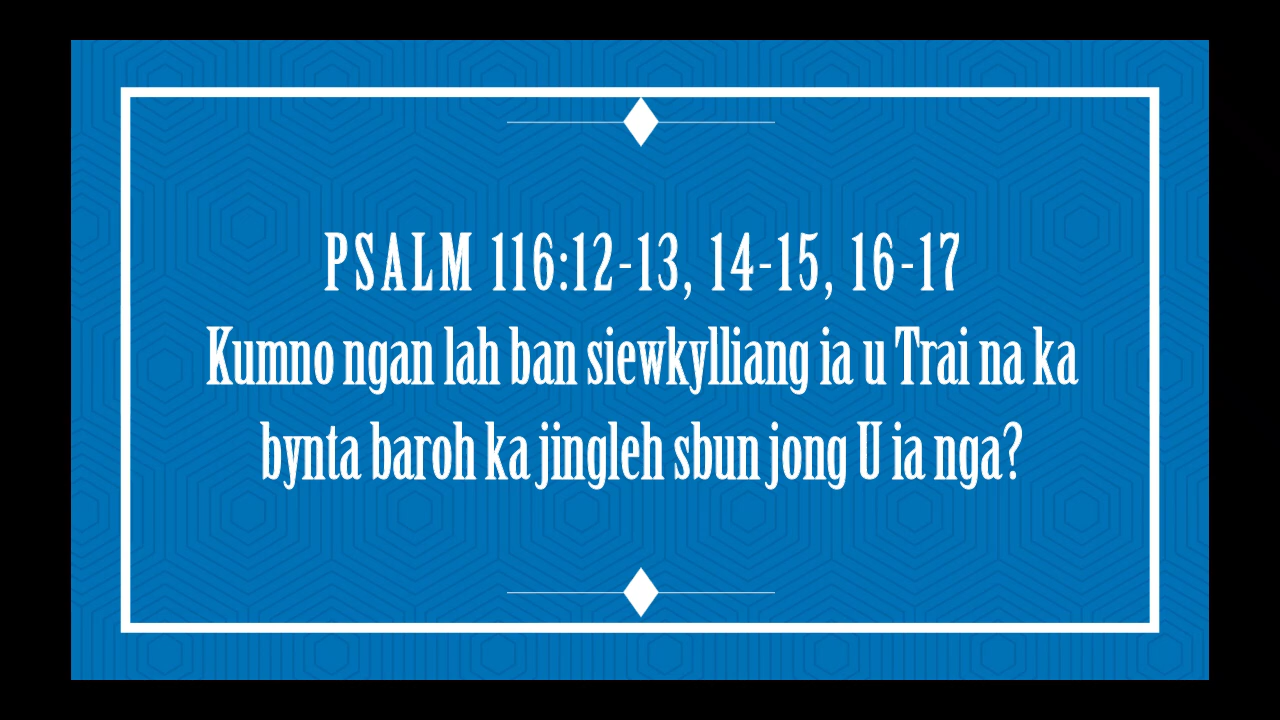 PSALM 116:12-13, 14-15, 16-17
Kumno ngan lah ban siewkylliang ia u Trai na ka
bynta baroh ka jingleh sbun jong U ia nga?